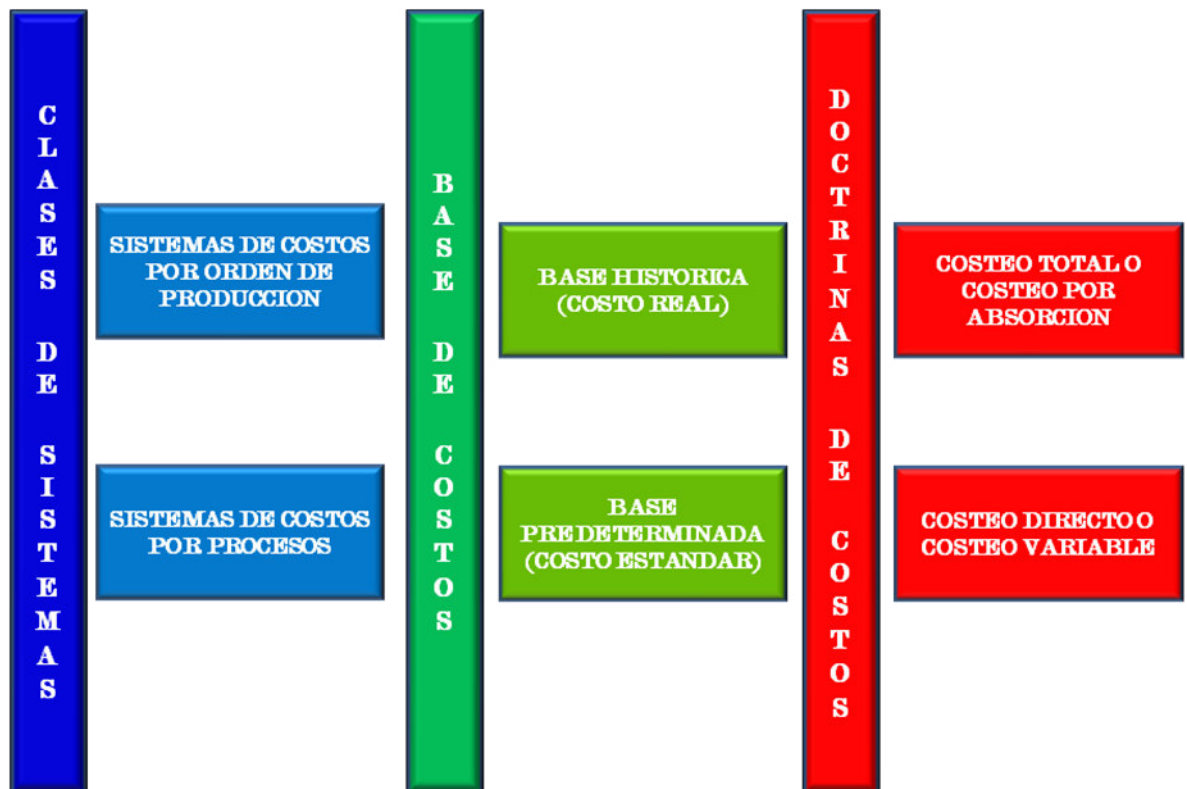 CLASES DE SISTEMAS
SISTEMAS DE COSTOS
POR ORDEN DE
PRODUCCION
SISTEMAS DE COSTOS
POR PROCESOS
BASE DE COSTOS
BASE HISTORICA
(COSTO REAL)
BASE
PREDETERMINADA
(COSTO ESTANDAR)
DOCTRINAS DE COSTOS
COSTEO TOTAL O
COSTEO POR
ABSORCION
COSTEO DIRECTO O
COSTEO VARIABLE